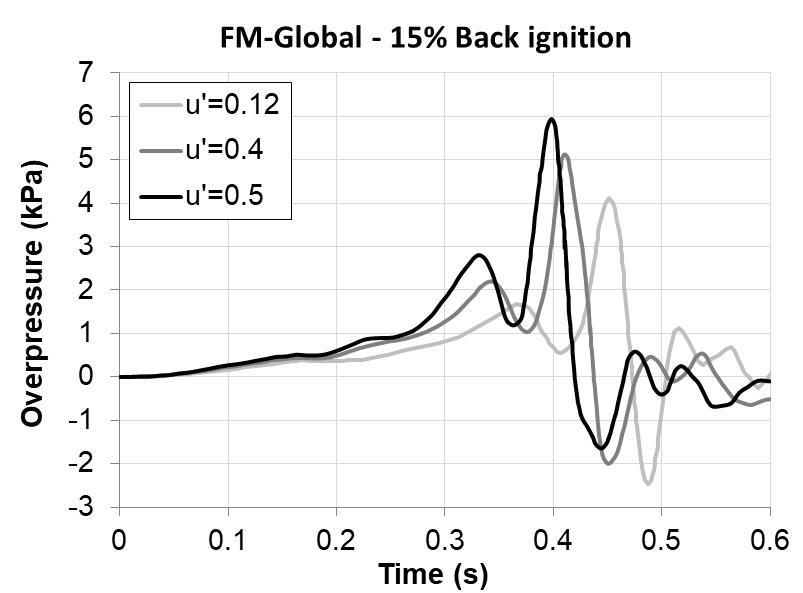 FM-Global - 15% Back ignition
7
6
5
4
3
2
1
0
-1
-2
-3
Overpressure (kPa)
u'=0.12
u'=0.4
u'=0.5
0 0.1 0.2 0.3 0.4 0.5 0.6
Time (s)